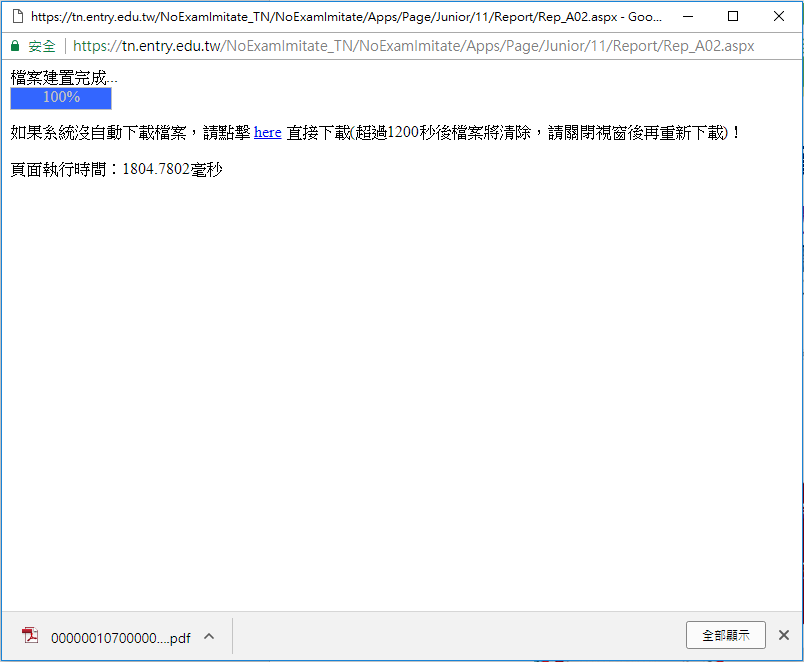 https://tn.entry.edu.tw/NoExamImitate_TN/NoExamImitate/Apps/Page/Junior/11/Report/Rep_A02.aspx - Goo...
安全 https://tn.entry.edu.tw/NoExamImitate_TN/NoExamImitate/Apps/Page/Junior/11/Report/Rep_A02.aspx
檔案建置完成...
100%
如果系統沒自動下載檔案，請點擊 here 直接下載(超過1200秒後檔案將清除，請關閉視窗後再重新下載)！
頁面執行時間：1804.7802毫秒
00000010700000....pdf
全部顯示